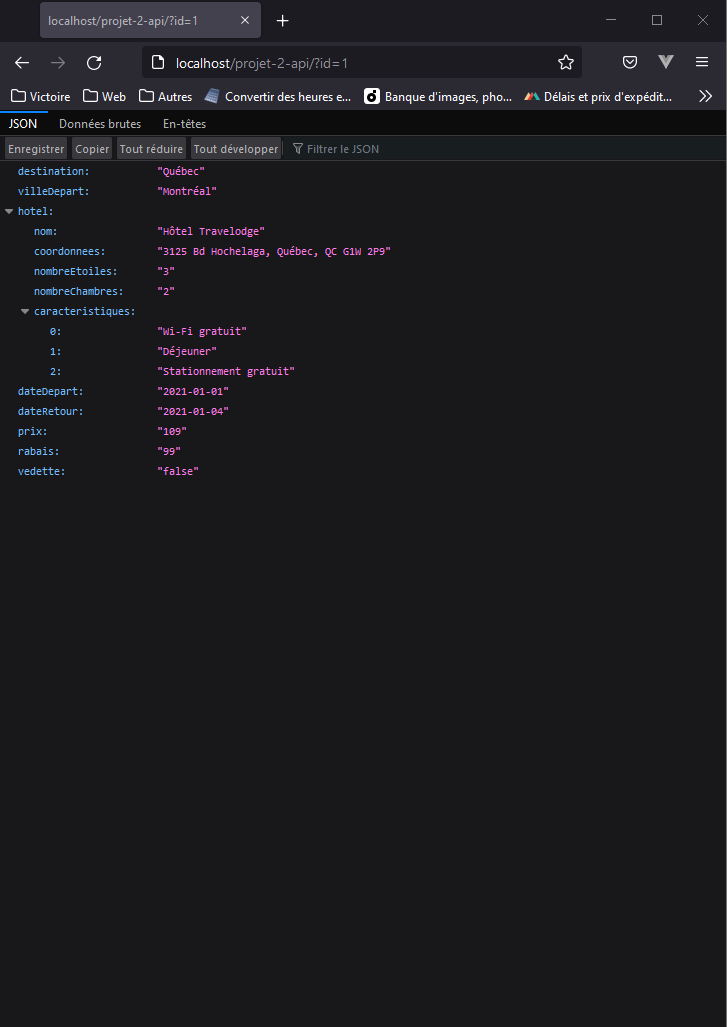 localhost/projet-2-api/?id=1
localhost/projet-2-api/?id=1
Victoire Web Autres Convertir des heures e... Banque d'images, pho... Délais et prix d'expédit...
JSON Données brutes En-têtes
Enregistrer Copier Tout réduire Tout développer Filtrer le JSON
destination: "Québec"
villeDepart: "Montréal"
hotel:
nom: "Hôtel Travelodge"
coordonnees: "3125 Bd Hochelaga, Québec, QC G1W 2P9"
nombreEtoiles: "3"
nombreChambres: "2"
caracteristiques:
0: "Wi-Fi gratuit"
1: "Déjeuner"
2: "Stationnement gratuit"
dateDepart: "2021-01-01"
dateRetour: "2021-01-04"
prix: "109"
rabais: "99"
vedette: "false"